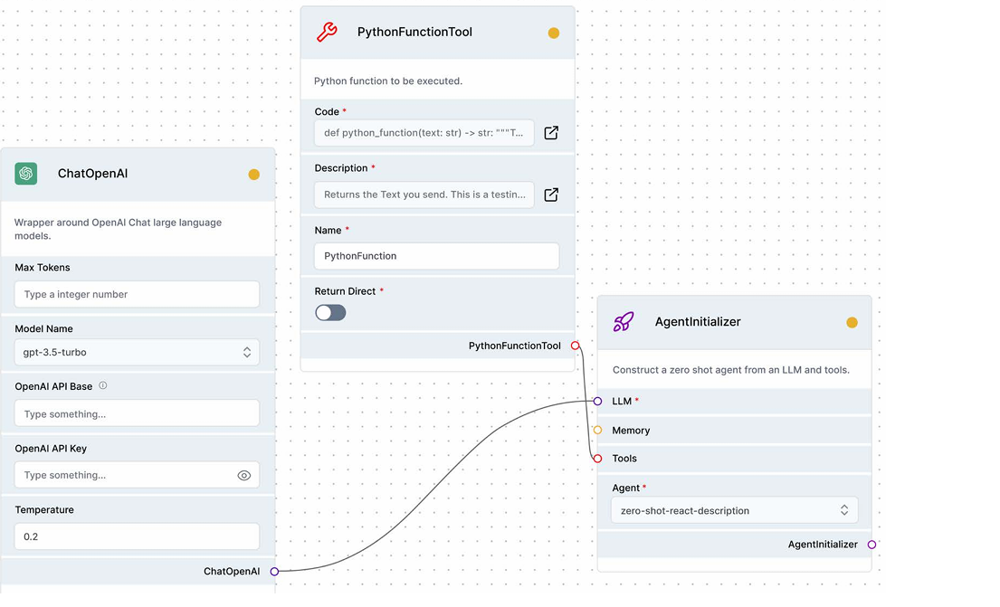 PythonFunctionTool
Python function to be executed.
Code *
def python_function(text: str) -> str: """T...
Description *
Returns the Text you send. This is a testin...
Name *
PythonFunction
Return Direct *
PythonFunctionTool
ChatOpenAI
Wrapper around OpenAI Chat large language
models.
Max Tokens
Type a integer number
Model Name
gpt-3.5-turbo
OpenAI API Base
Type something...
OpenAI API Key
Type something...
Temperature
0.2
ChatOpenAI
AgentInitializer
Construct a zero shot agent from an LLM and tools.
LLM *
Memory
Tools
Agent *
zero-shot-react-description
AgentInitializer